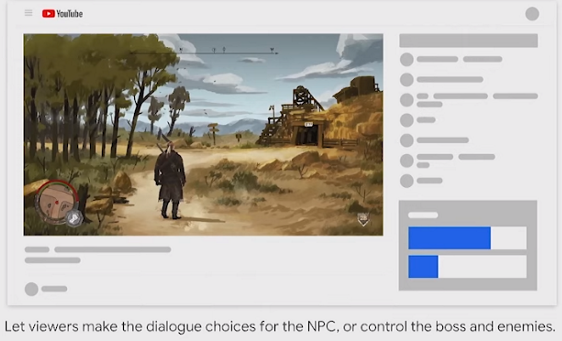 YouTube
Let viewers make the dialogue choices for the NPC, or control the boss and enemies.